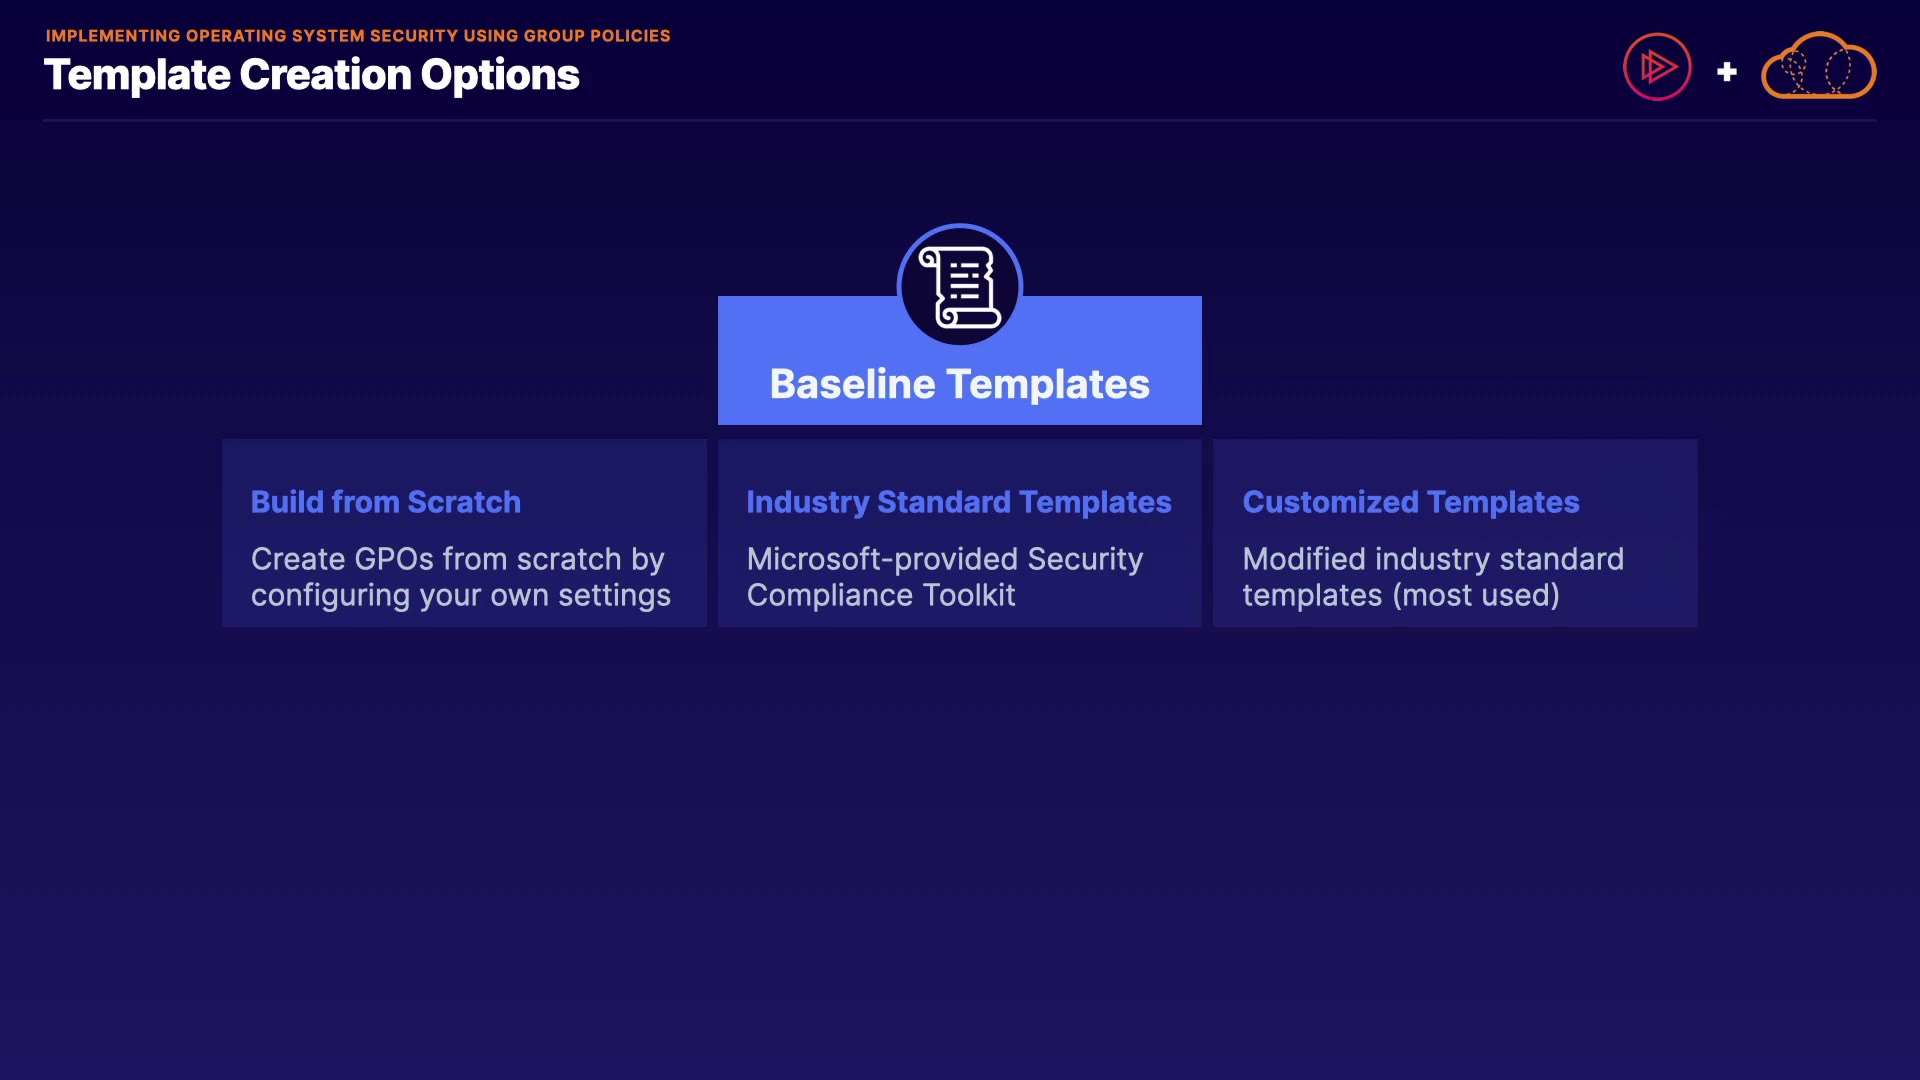 IMPLEMENTING OPERATING SYSTEM SECURITY USING GROUP POLICIES
Template Creation Options
+
Baseline Templates
Build from Scratch
Create GPOs from scratch by
configuring your own settings
Industry Standard Templates
Microsoft-provided Security
Compliance Toolkit
Customized Templates
Modified industry standard
templates (most used)